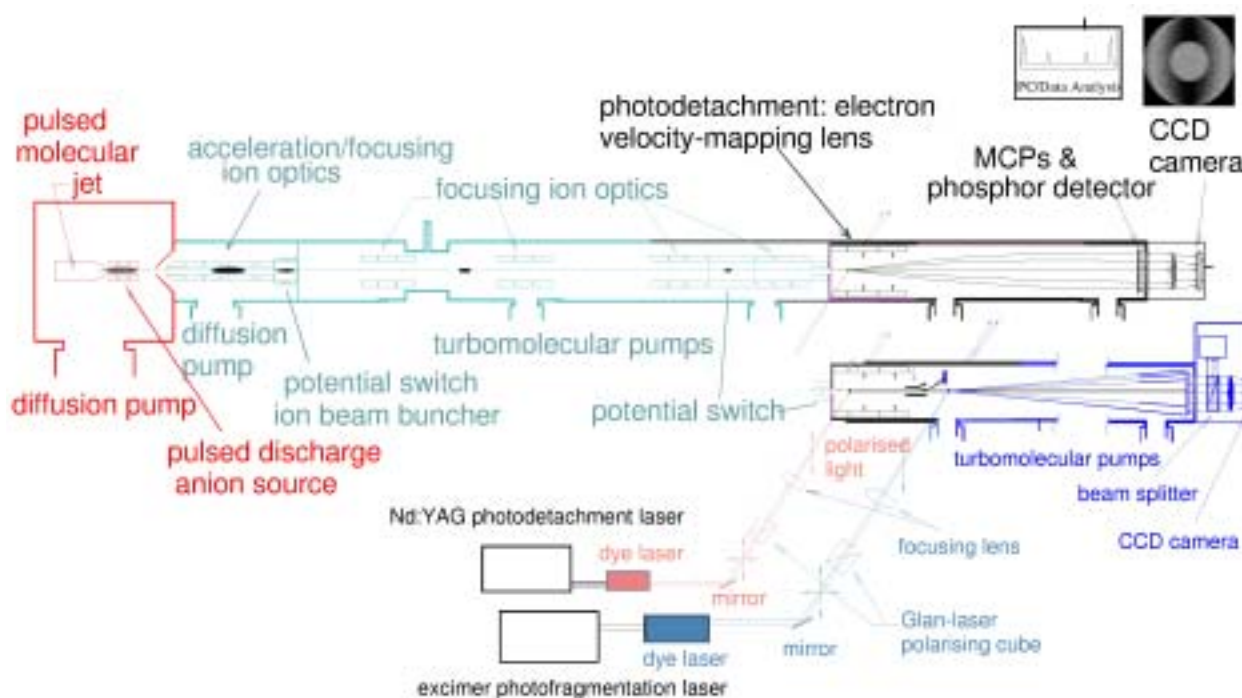 PC/Data Analysis
pulsed
molecular
jet
acceleration/focusing
ion optics
focusing ion optics
photodetachment: electron
velocity-mapping lens
MCPs &
phosphor detector
CCD
camera
diffusion pump
diffusion
pump
potential switch
ion beam buncher
turbomolecular pumps
potential switch
pulsed discharge
anion source
polarised
light
turbomolecular pumps
beam splitter
CCD camera
Nd:YAG photodetachment laser
dye laser
mirror
focusing lens
Glan-laser
polarising cube
dye laser
mirror
excimer photofragmentation laser